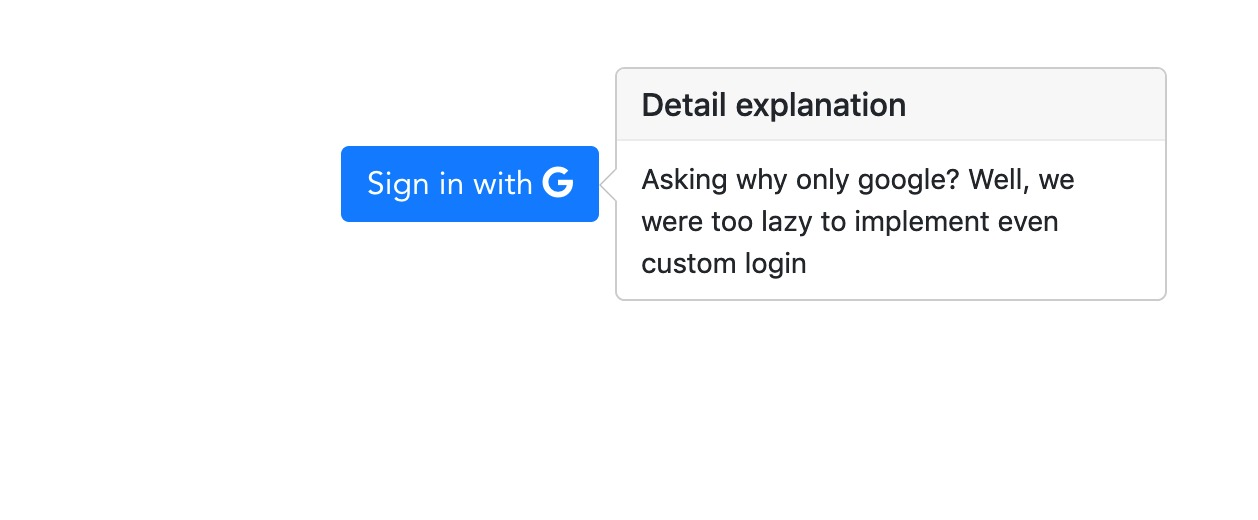 Detail explanation
Sign in with G
Asking why only google? Well, we
were too lazy to implement even
custom login